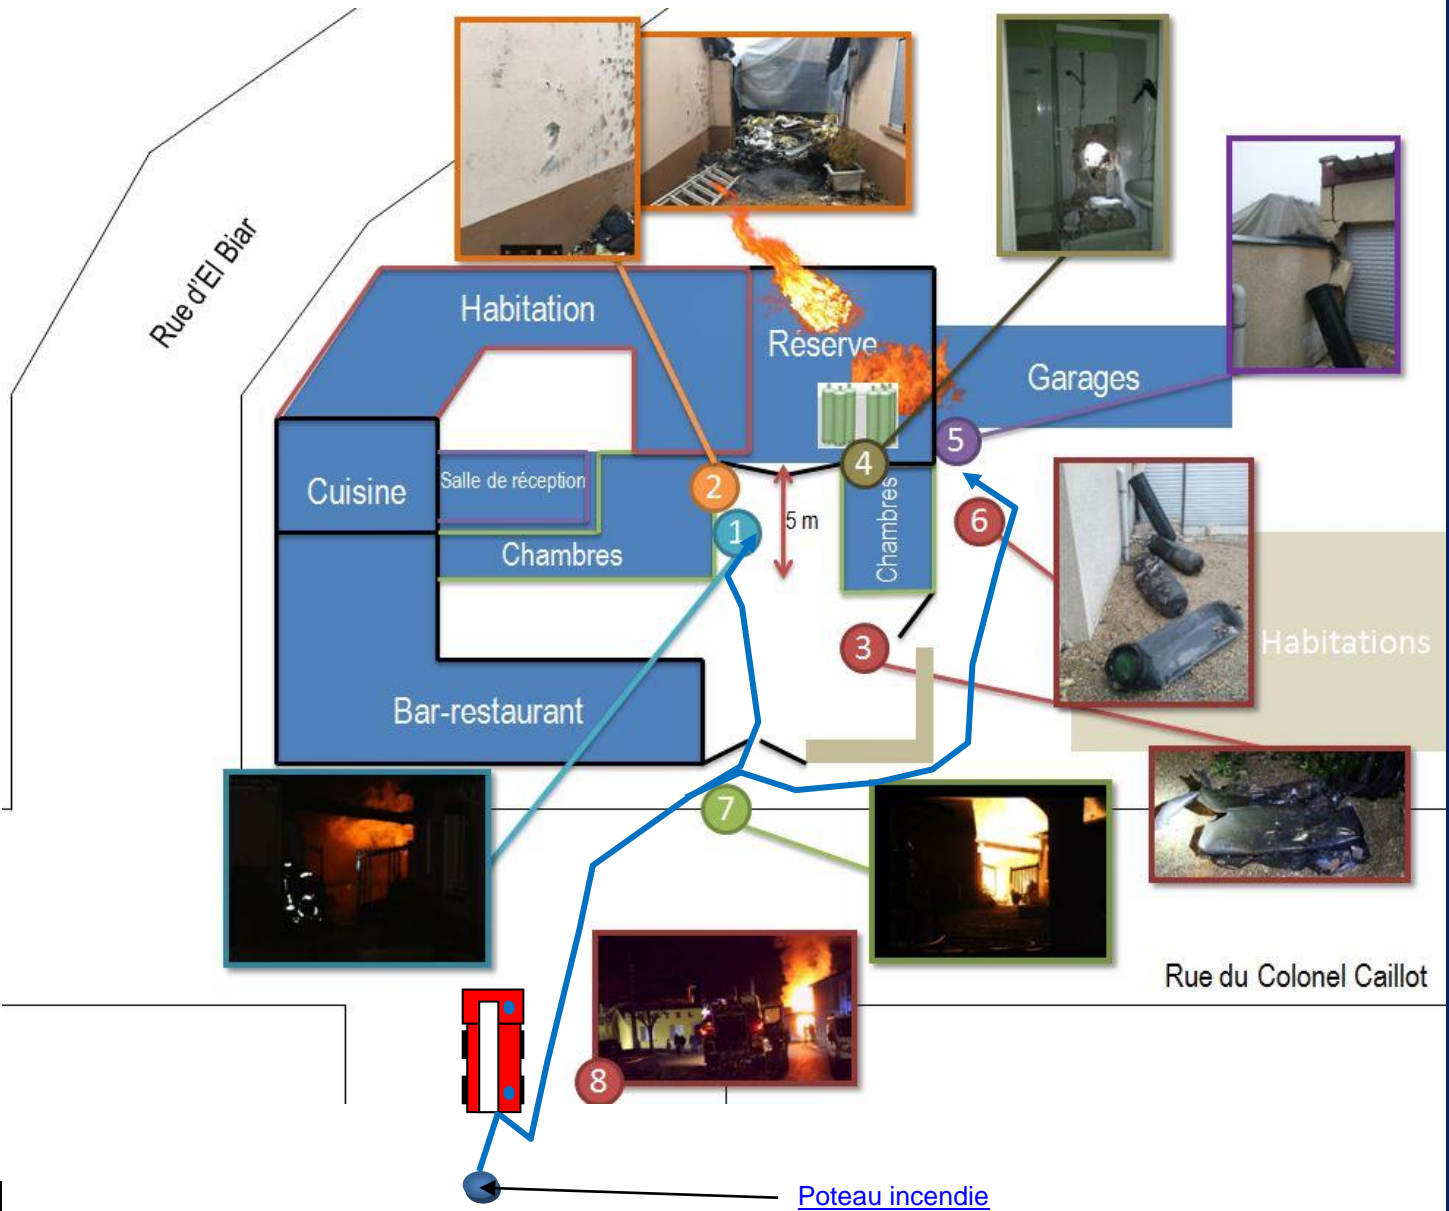 Rue d'El Biar
Habitation
Réserve
Garages
5
4
Cuisine
Salle de réception
2
1
5 m
Chambres
Chambres
6
3
Habitations
Bar-restaurant
7
Rue du Colonel Caillot
8
Poteau incendie